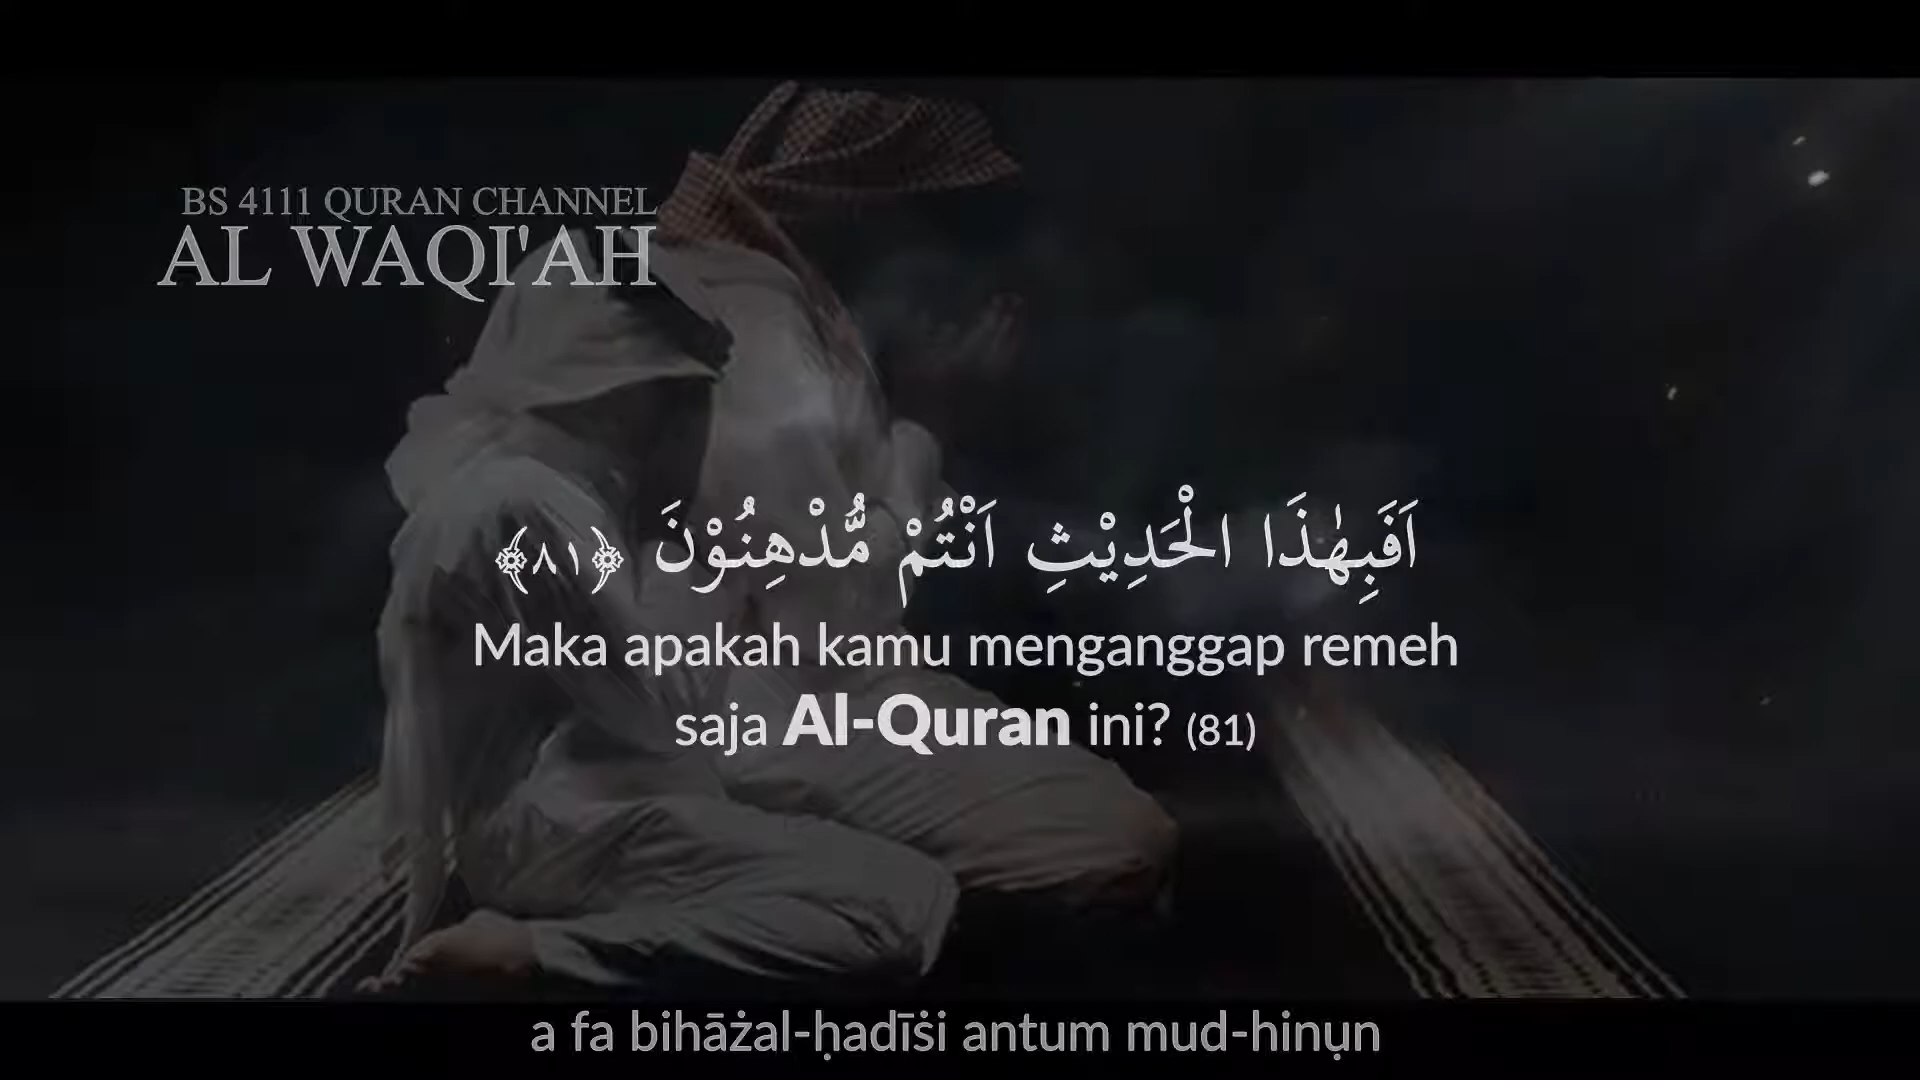 BS 4111 QURAN CHANNEL
AL WAQI'AH
اَفَبِهٰذَا الْحَدِيْثِ اَنْتُمْ مُّدْهِنُوْنَ ﴿٨١﴾
Maka apakah kamu menganggap remeh
saja Al-Quran ini? (81)
a fa bihāżal-ḥadīṡi antum mud-hinụn